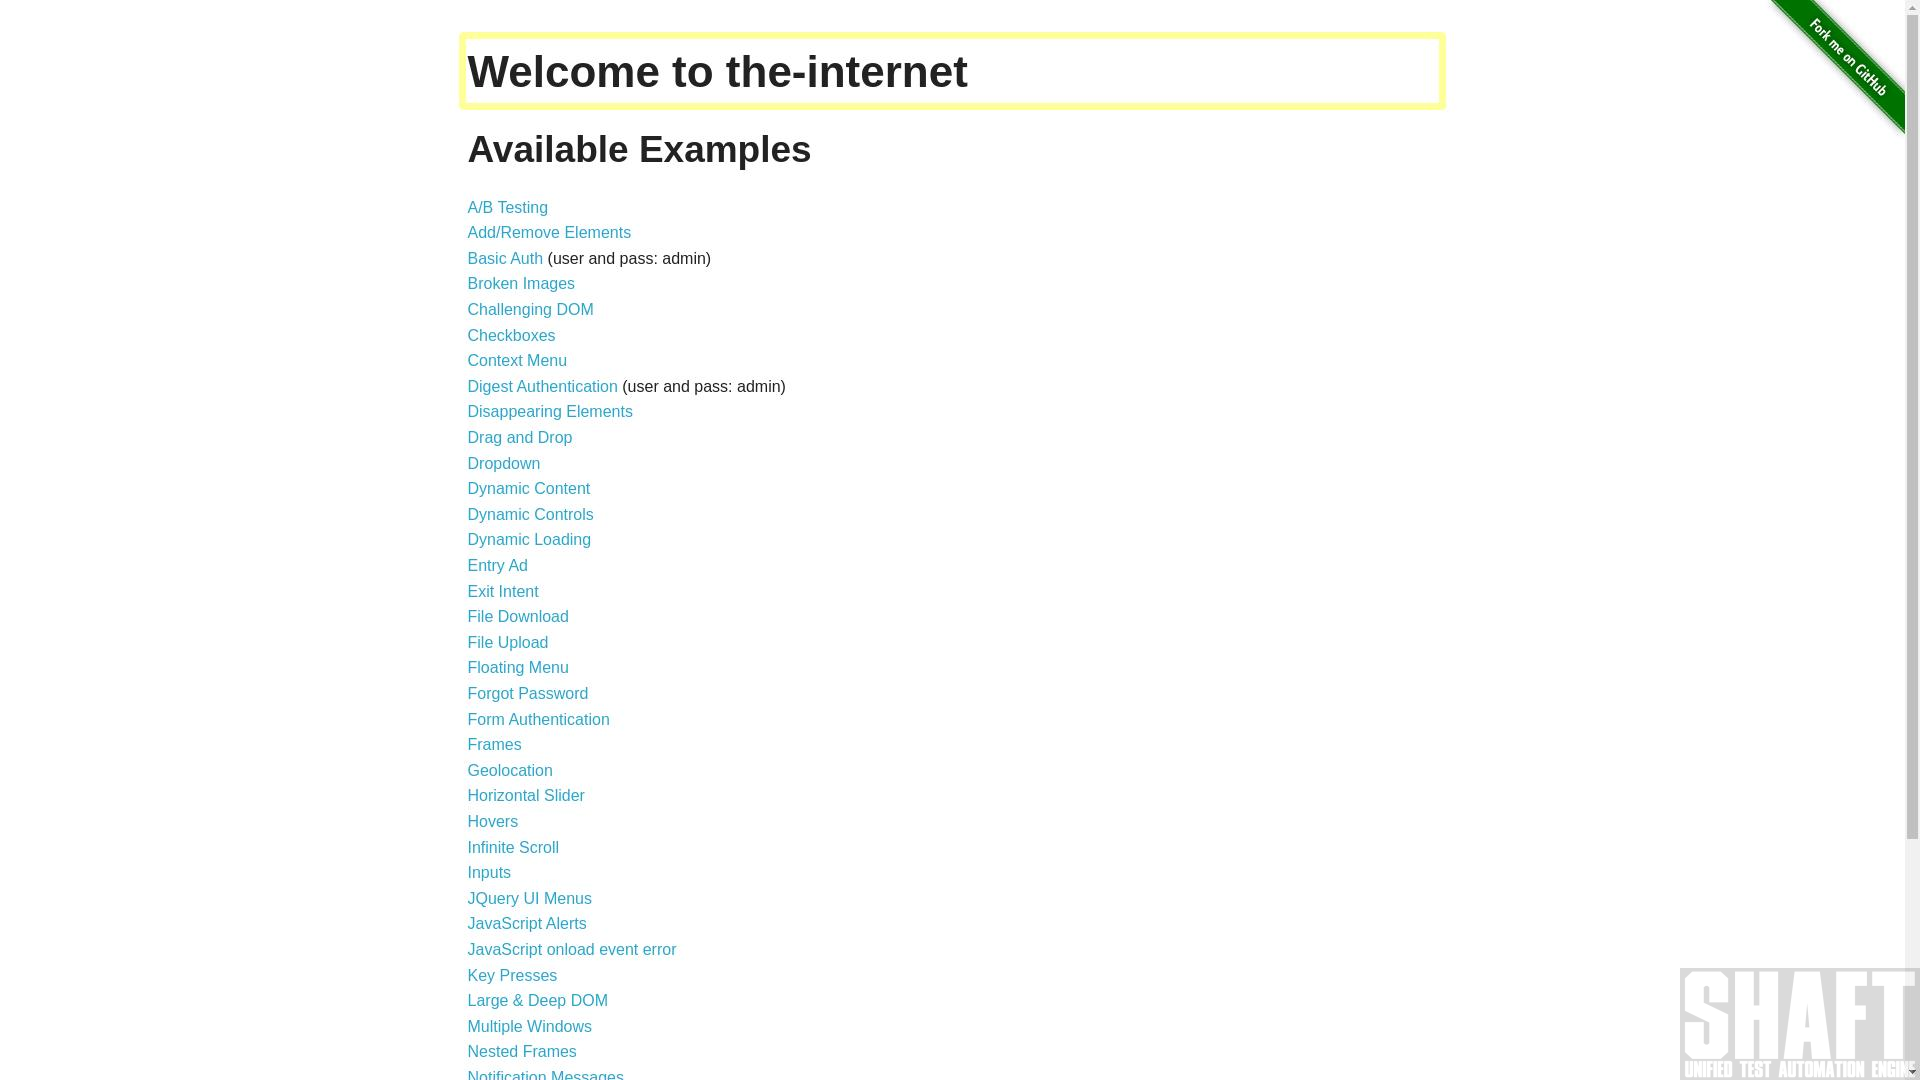 Welcome to the-internet
Fork me on GitHub
Available Examples
A/B Testing
Add/Remove Elements
Basic Auth (user and pass: admin)
Broken Images
Challenging DOM
Checkboxes
Context Menu
Digest Authentication (user and pass: admin)
Disappearing Elements
Drag and Drop
Dropdown
Dynamic Content
Dynamic Controls
Dynamic Loading
Entry Ad
Exit Intent
File Download
File Upload
Floating Menu
Forgot Password
Form Authentication
Frames
Geolocation
Horizontal Slider
Hovers
Infinite Scroll
Inputs
JQuery UI Menus
JavaScript Alerts
JavaScript onload event error
Key Presses
Large & Deep DOM
Multiple Windows
Nested Frames
Notification Messages
SHAFT
UNIFIED TEST AUTOMATION ENGINE